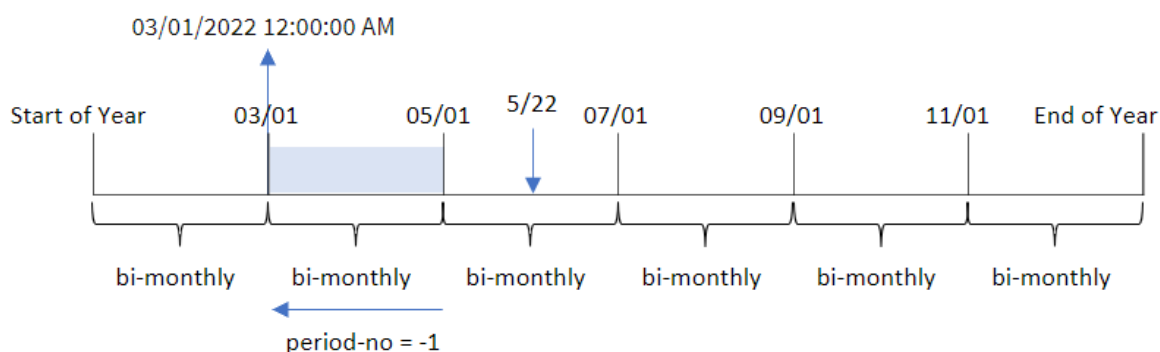 03/01/2022 12:00:00 AM
Start of Year 03/01 05/01 5/22 07/01 09/01 11/01 End of Year
bi-monthly bi-monthly bi-monthly bi-monthly bi-monthly bi-monthly
period-no = -1